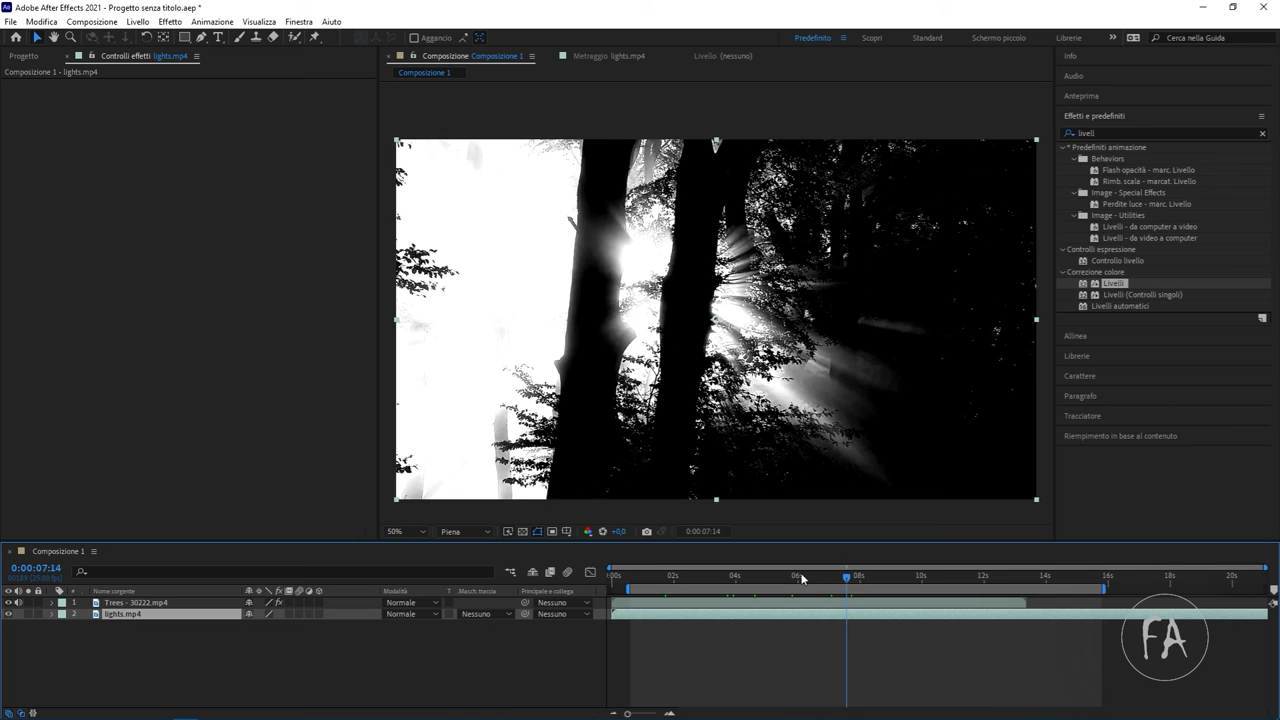 Adobe After Effects 2021 - Progetto senza titolo.aep *
File Modifica Composizione Livello Effetto Animazione Visualizza Finestra Aiuto
Aggancio Predefinito Scopri Standard Schermo piccolo Librerie Cerca nella Guida
Progetto Controlli effetti lights.mp4 Composizione Composizione 1 Metraggio lights.mp4 Livello (nessuno) Info
Composizione 1 • lights.mp4 Composizione 1
Audio
Anteprima
Effetti e predefiniti
livell
* Predefiniti animazione
Behaviors
Flash opacità - marc. Livello
Rimb. scala - marcat. Livello
Image - Special Effects
Perdite luce - marc. Livello
Image - Utilities
Livelli - da computer a video
Livelli - da video a computer
Controlli espressione
Controllo livello
Correzione colore
Livelli
Livelli (Controlli singoli)
Livelli automatici
Allinea
Librerie
Carattere
Paragrafo
Tracciatore
Riempimento in base al contenuto
50% Piena +0,0 0:00:07:14
Composizione 1
0:00:07:14
00189 (25.00 fps)
:00s 02s 04s 06s 08s 10s 12s 14s 16s 18s 20s
# Nome sorgente Modalità T Masch. traccia Principale e collega
1 Trees - 30222.mp4 Normale Nessuno
2 lights.mp4 Normale Nessuno Nessuno
FA